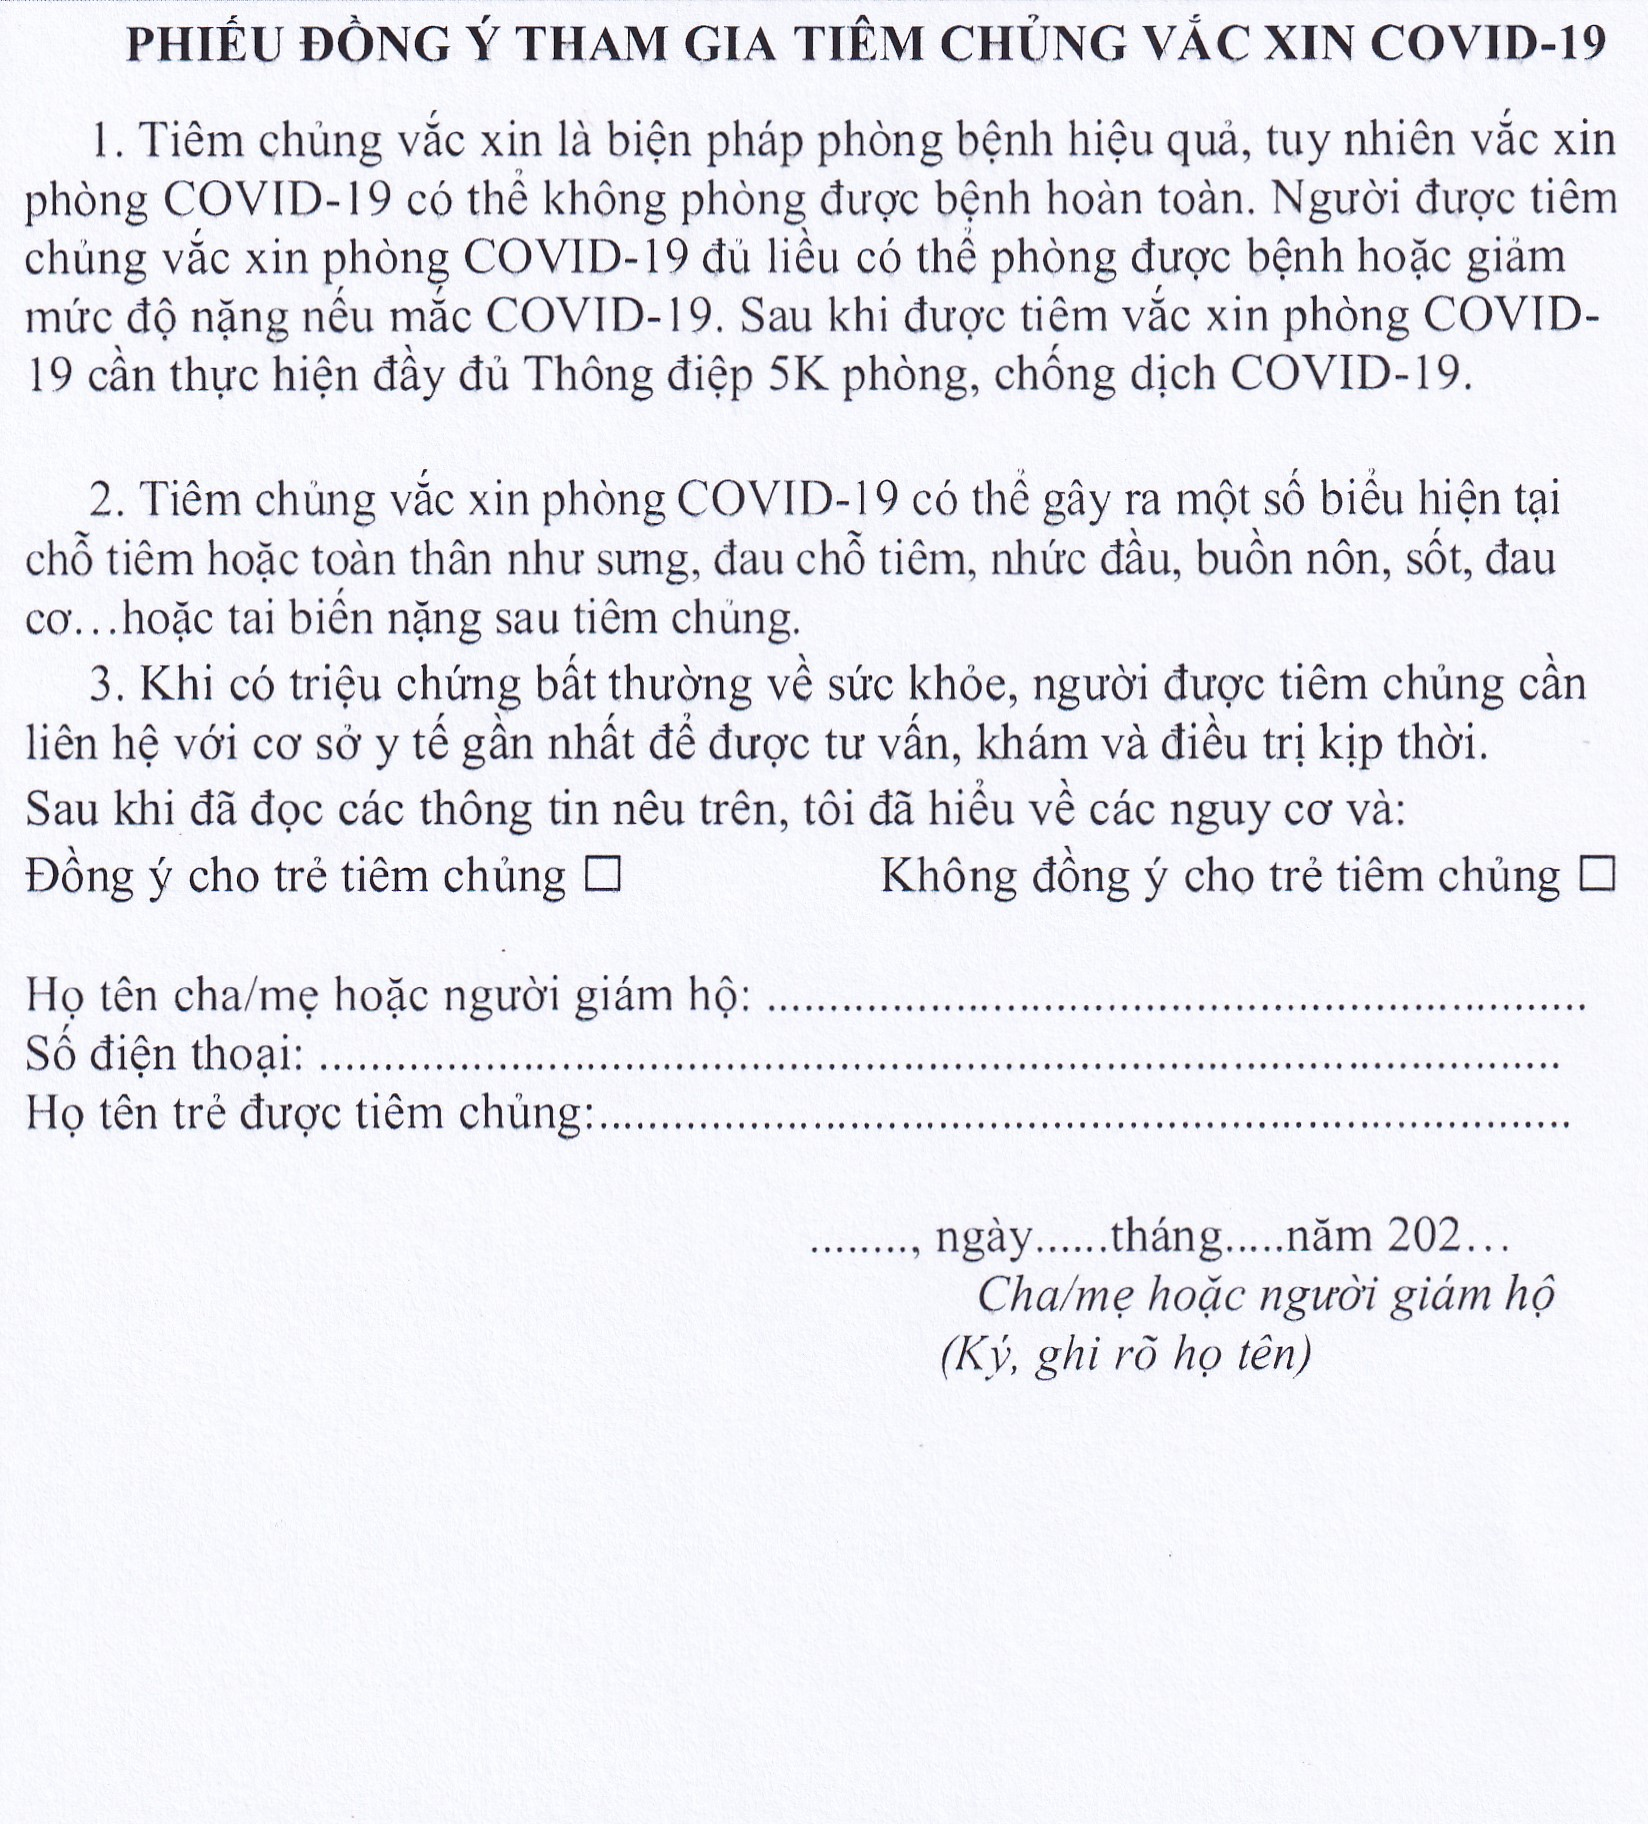 PHIẾU ĐỒNG Ý THAM GIA TIÊM CHỦNG VẮC XIN COVID-19
1. Tiêm chủng vắc xin là biện pháp phòng bệnh hiệu quả, tuy nhiên vắc xin
phòng COVID-19 có thể không phòng được bệnh hoàn toàn. Người được tiêm
chủng vắc xin phòng COVID-19 đủ liều có thể phòng được bệnh hoặc giảm
mức độ nặng nếu mắc COVID-19. Sau khi được tiêm vắc xin phòng COVID-
19 cần thực hiện đầy đủ Thông điệp 5K phòng, chống dịch COVID-19.
2. Tiêm chủng vắc xin phòng COVID-19 có thể gây ra một số biểu hiện tại
chỗ tiêm hoặc toàn thân như sưng, đau chỗ tiêm, nhức đầu, buồn nôn, sốt, đau
cơ…hoặc tai biến nặng sau tiêm chủng.
3. Khi có triệu chứng bất thường về sức khỏe, người được tiêm chủng cần
liên hệ với cơ sở y tế gần nhất để được tư vấn, khám và điều trị kịp thời.
Sau khi đã đọc các thông tin nêu trên, tôi đã hiểu về các nguy cơ và:
Đồng ý cho trẻ tiêm chủng □ Không đồng ý cho trẻ tiêm chủng □
Họ tên cha/mẹ hoặc người giám hộ: ....................................................................
Số điện thoại: .......................................................................................................
Họ tên trẻ được tiêm chủng:.................................................................................
........, ngày......tháng.....năm 202…
Cha/mẹ hoặc người giám hộ
(Ký, ghi rõ họ tên)